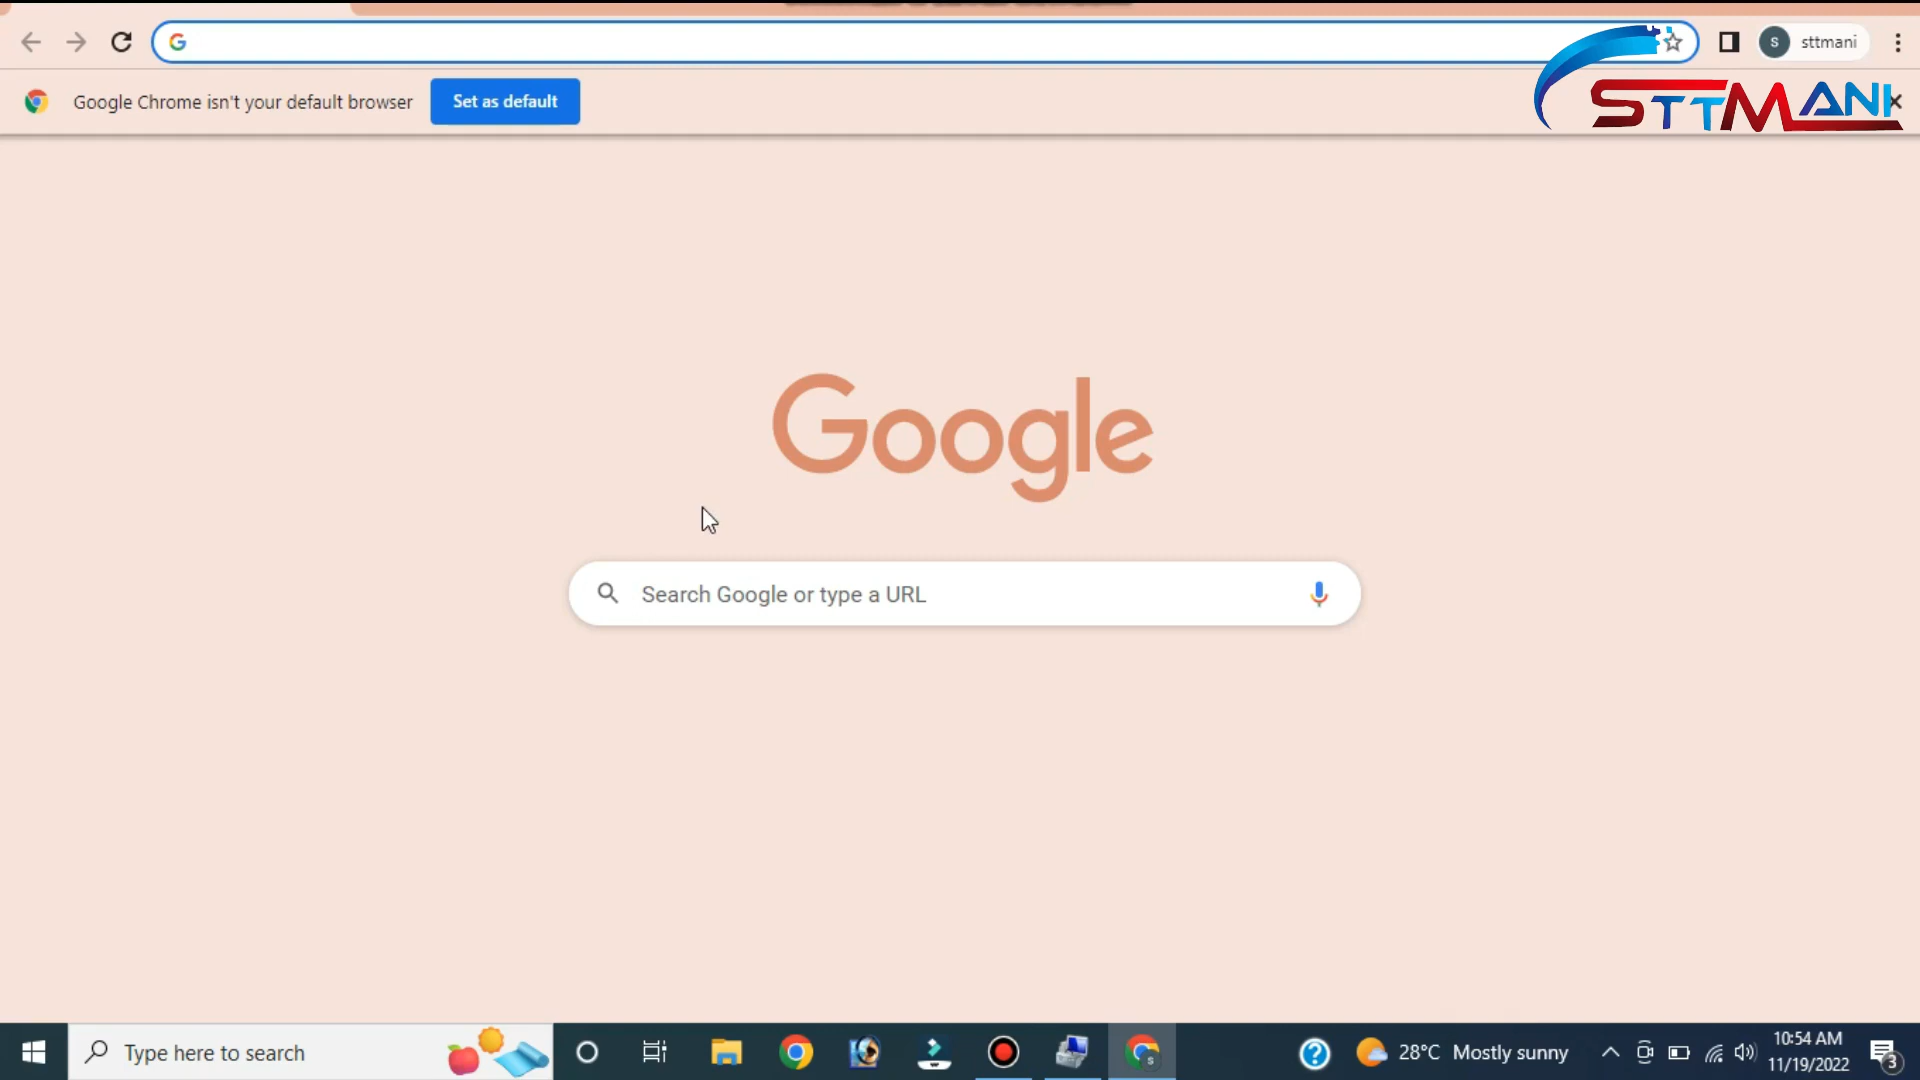 S sttmani
Google Chrome isn't your default browser Set as default
STTMANI
Google
Search Google or type a URL
Type here to search
28°C Mostly sunny
10:54 AM
11/19/2022
3